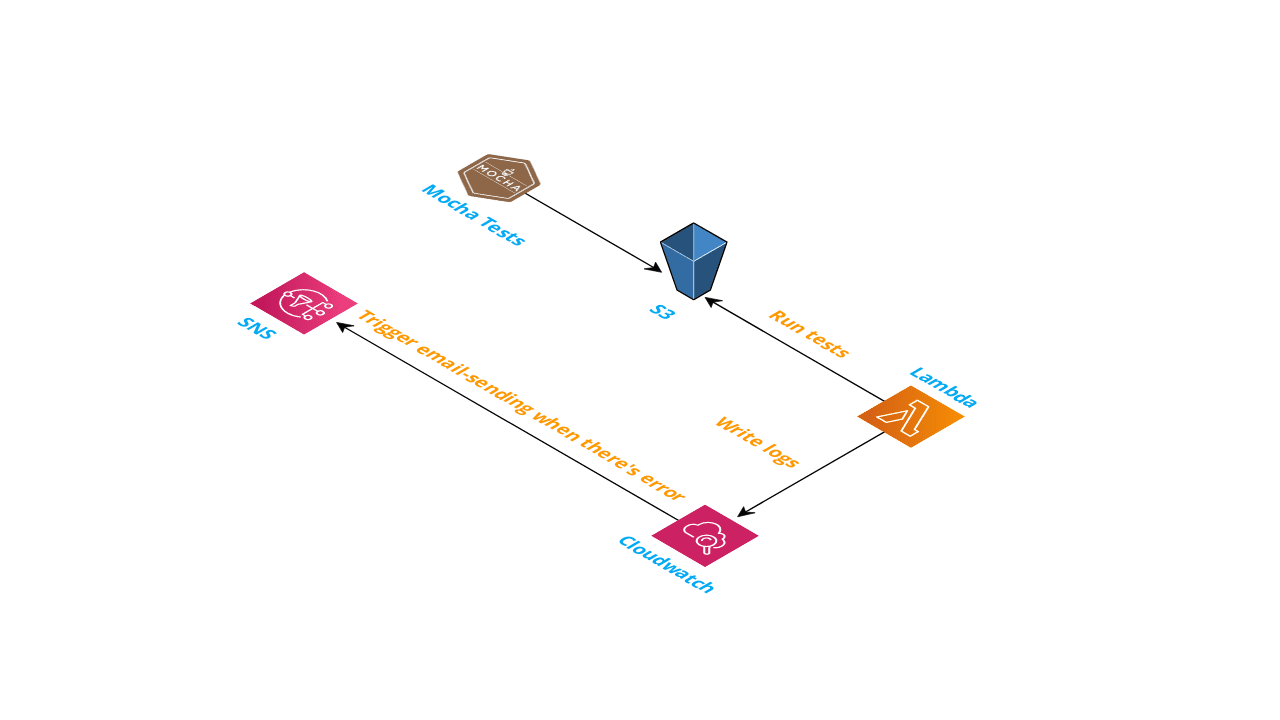 MOCHA
Mocha Tests
S3
SNS
Trigger email-sending when there's error
Run tests
Lambda
Write logs
Cloudwatch